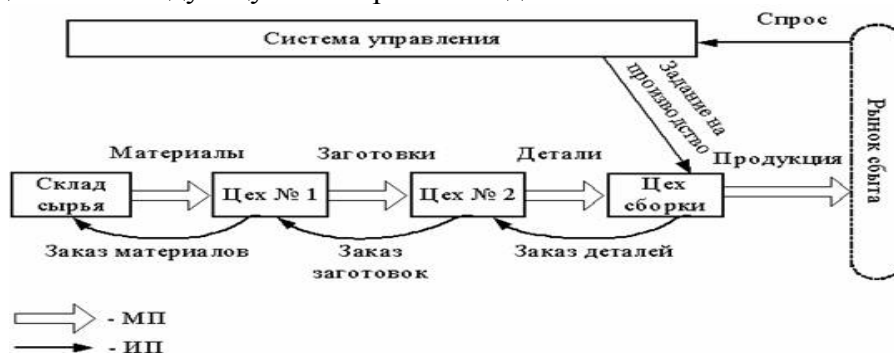 Спрос
Система управления
Задание на
производство
Рынок сбыта
Материалы
Заготовки
Детали
Продукция
Склад
сырья
Цех № 1
Цех № 2
Цех
сборки
Заказ материалов
Заказ
заготовок
Заказ деталей
- МП
- ИП